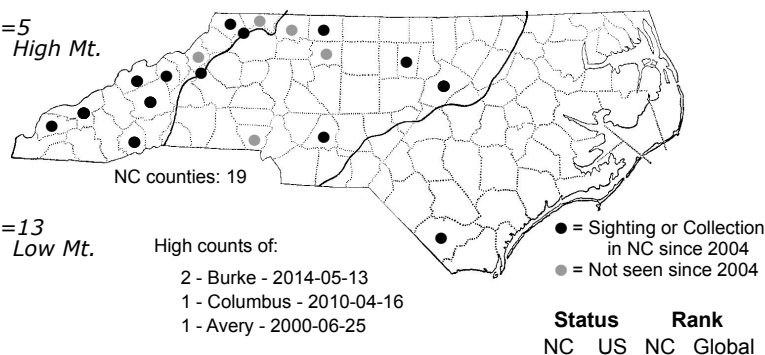 =5
High Mt.
NC counties: 19
=13
Low Mt.
High counts of:
2 - Burke - 2014-05-13
1 - Columbus - 2010-04-16
1 - Avery - 2000-06-25
● = Sighting or Collection
in NC since 2004
● = Not seen since 2004
Status Rank
NC US NC Global